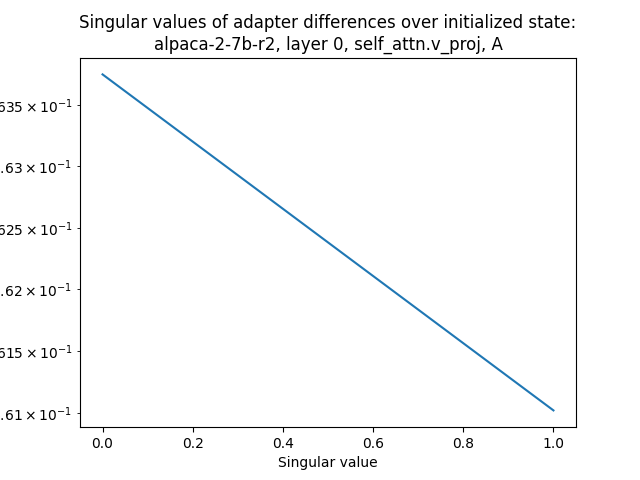 Singular values of adapter differences over initialized state:
alpaca-2-7b-r2, layer 0, self_attn.v_proj, A
635 × 10⁻¹
.63 × 10⁻¹
625 × 10⁻¹
.62 × 10⁻¹
615 × 10⁻¹
.61 × 10⁻¹
0.0 0.2 0.4 0.6 0.8 1.0
Singular value